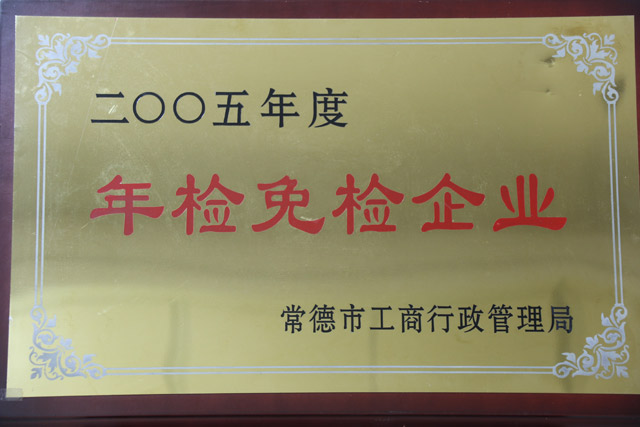 二〇〇五年度
年检免检企业
常德市工商行政管理局